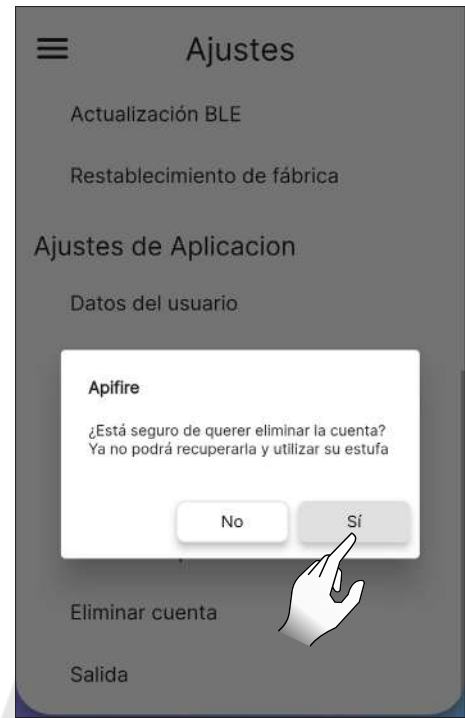 Ajustes
Actualización BLE
Restablecimiento de fábrica
Ajustes de Aplicacion
Datos del usuario
Apifire
¿Está seguro de querer eliminar la cuenta?
Ya no podrá recuperarla y utilizar su estufa
No
Sí
Eliminar cuenta
Salida